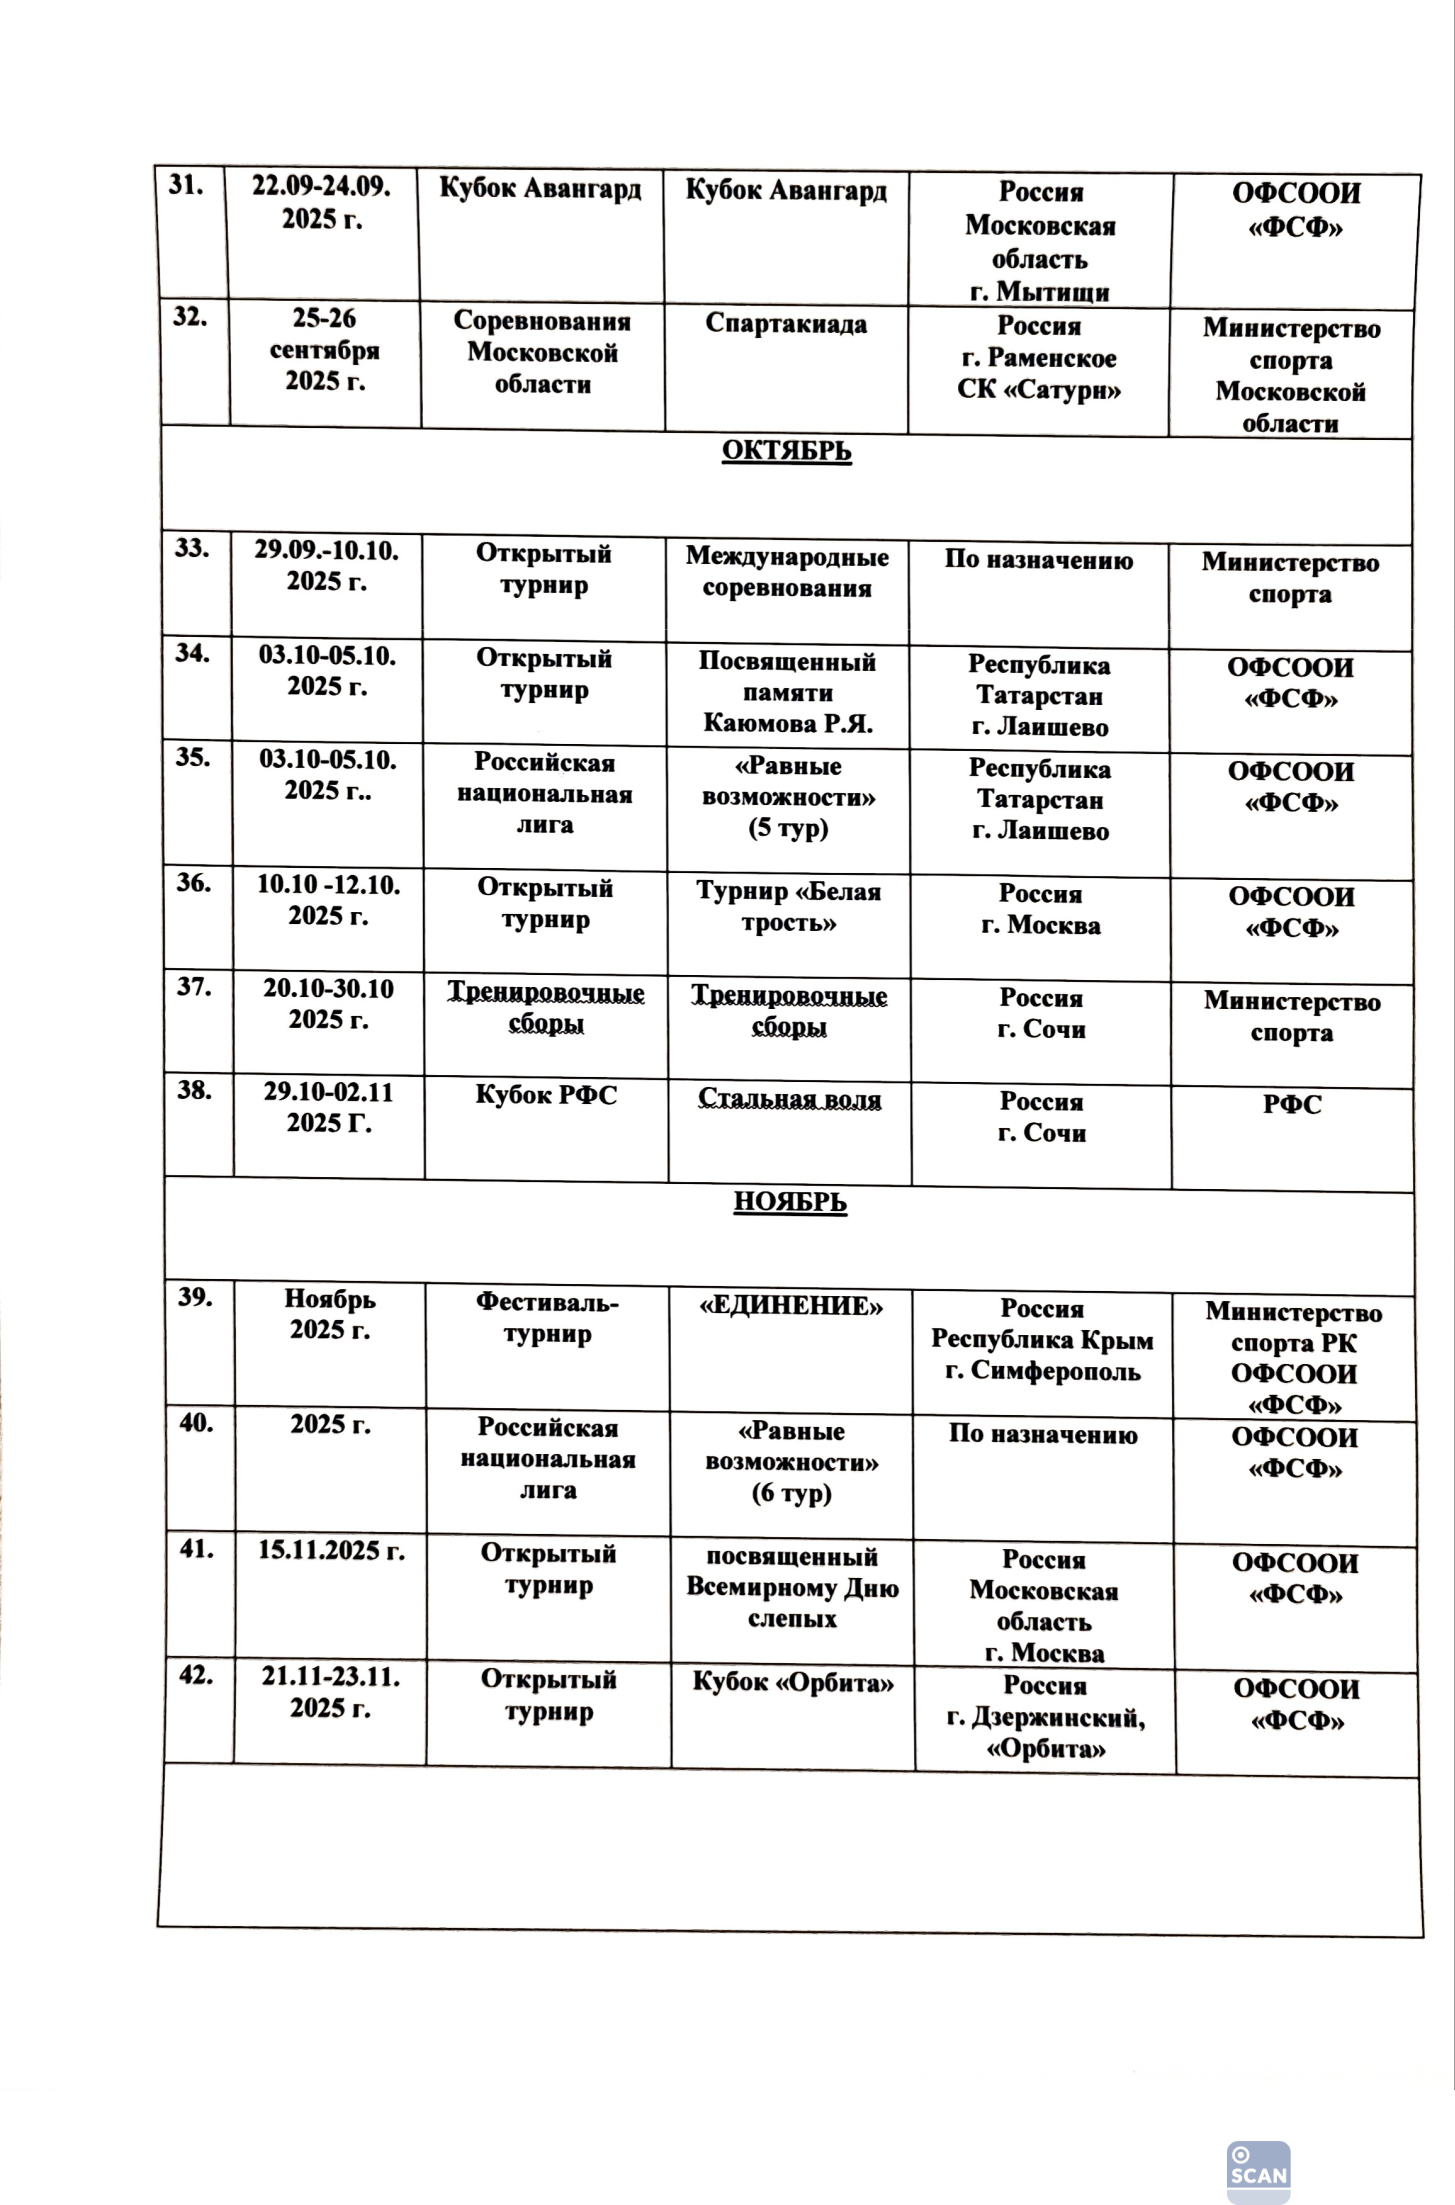 31.
22.09-24.09.
2025 г.
Кубок Авангард
Кубок Авангард
Россия
Московская
область
г. Мытищи
ОФСООИ
«ФСФ»
32.
25-26
сентября
2025 г.
Соревнования
Московской
области
Спартакиада
Россия
г. Раменское
СК «Сатурн»
Министерство
спорта
Московской
области
ОКТЯБРЬ
33.
29.09.-10.10.
2025 г.
Открытый
турнир
Международные
соревнования
По назначению
Министерство
спорта
34.
03.10-05.10.
2025 г.
Открытый
турнир
Посвященный
памяти
Каюмова Р.Я.
Республика
Татарстан
г. Лаишево
ОФСООИ
«ФСФ»
35.
03.10-05.10.
2025 г..
Российская
национальная
лига
«Равные
возможности»
(5 тур)
Республика
Татарстан
г. Лаишево
ОФСООИ
«ФСФ»
36.
10.10 -12.10.
2025 г.
Открытый
турнир
Турнир «Белая
трость»
Россия
г. Москва
ОФСООИ
«ФСФ»
37.
20.10-30.10
2025 г.
Тренировочные
сборы
Тренировочные
сборы
Россия
г. Сочи
Министерство
спорта
38.
29.10-02.11
2025 Г.
Кубок РФС
Стальная воля
Россия
г. Сочи
РФС
НОЯБРЬ
39.
Ноябрь
2025 г.
Фестиваль-
турнир
«ЕДИНЕНИЕ»
Россия
Республика Крым
г. Симферополь
Министерство
спорта РК
ОФСООИ
«ФСФ»
40.
2025 г.
Российская
национальная
лига
«Равные
возможности»
(6 тур)
По назначению
ОФСООИ
«ФСФ»
41.
15.11.2025 г.
Открытый
турнир
посвященный
Всемирному Дню
слепых
Россия
Московская
область
г. Москва
ОФСООИ
«ФСФ»
42.
21.11-23.11.
2025 г.
Открытый
турнир
Кубок «Орбита»
Россия
г. Дзержинский,
«Орбита»
ОФСООИ
«ФСФ»
SCAN